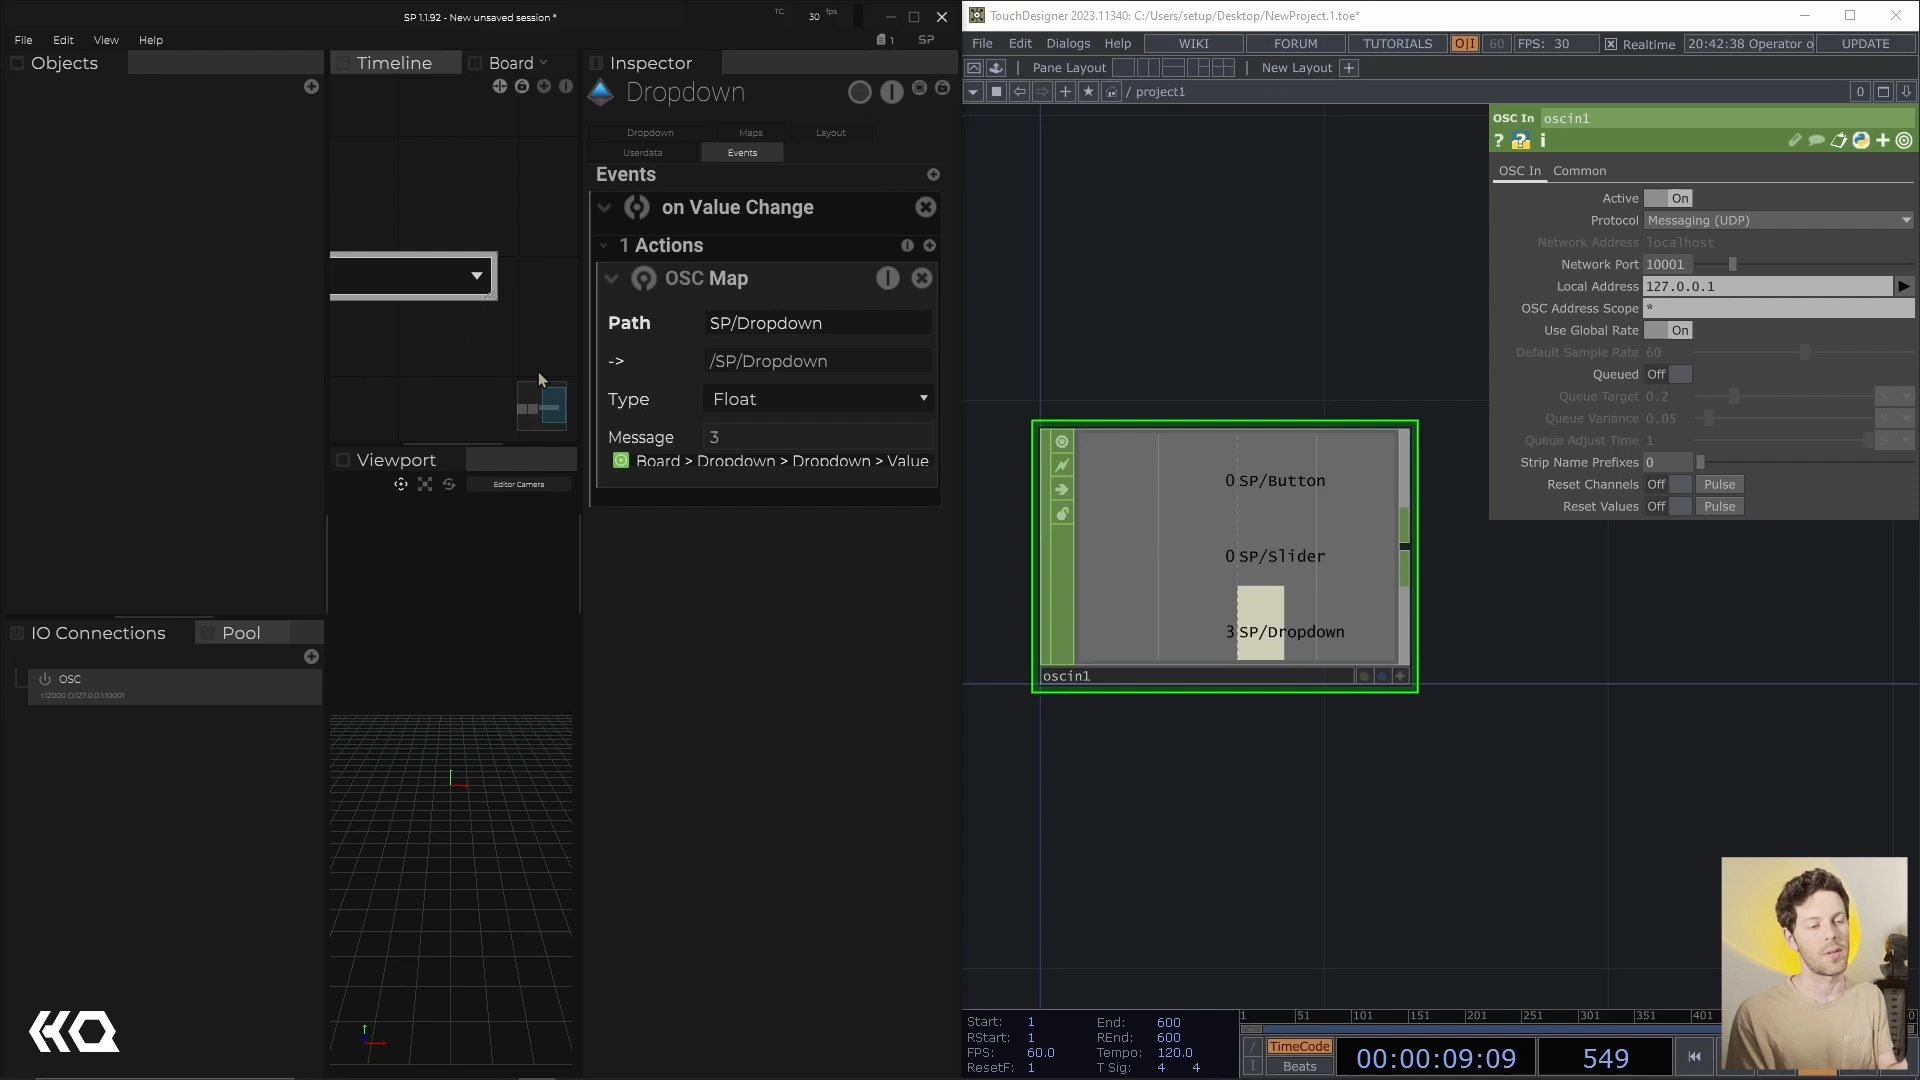 SP 1.1.92 - New unsaved session *
TC
30
fps
File
Edit
View
Help
1
SP
Objects
Timeline
Board
Viewport
Editor Camera
IO Connections
Pool
OSC
Inspector
Dropdown
Dropdown
Maps
Layout
Userdata
Events
Events
on Value Change
1 Actions
OSC Map
Path
SP/Dropdown
->
/SP/Dropdown
Type
Float
Message
3
Board > Dropdown > Dropdown > Value
HQ
TouchDesigner 2023.11340: C:/Users/setup/Desktop/NewProject.1.toe*
File
Edit
Dialogs
Help
WIKI
FORUM
TUTORIALS
O|I
60
FPS: 30
Realtime
20:42:38 Operator o
UPDATE
Pane Layout
New Layout
/ project1
0
OSC In
oscin1
OSC In
Common
Active
On
Protocol
Messaging (UDP)
Network Address
localhost
Network Port
10001
Local Address
127.0.0.1
OSC Address Scope
*
Use Global Rate
On
Default Sample Rate
60
Queued
Off
Queue Target
0.2
S
Queue Variance
0.05
S
Queue Adjust Time
1
S
Strip Name Prefixes
0
Reset Channels
Off
Pulse
Reset Values
Off
Pulse
0 SP/Button
0 SP/Slider
3 SP/Dropdown
oscin1
Start: 1
End: 600
RStart: 1
REnd: 600
FPS: 60.0
Tempo: 120.0
ResetF: 1
T Sig: 4 4
1
51
101
151
201
251
301
351
401
TimeCode
Beats
00:00:09:09
549